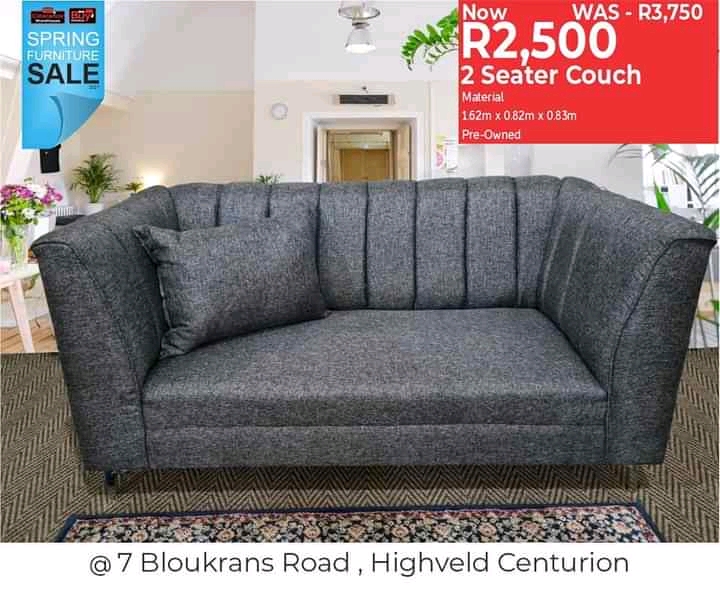 BUY
SPRING
FURNITURE
SALE
Now WAS - R3,750
R2,500
2 Seater Couch
Material
1.62m x 0.82m x 0.83m
Pre-Owned
@ 7 Bloukrans Road , Highveld Centurion